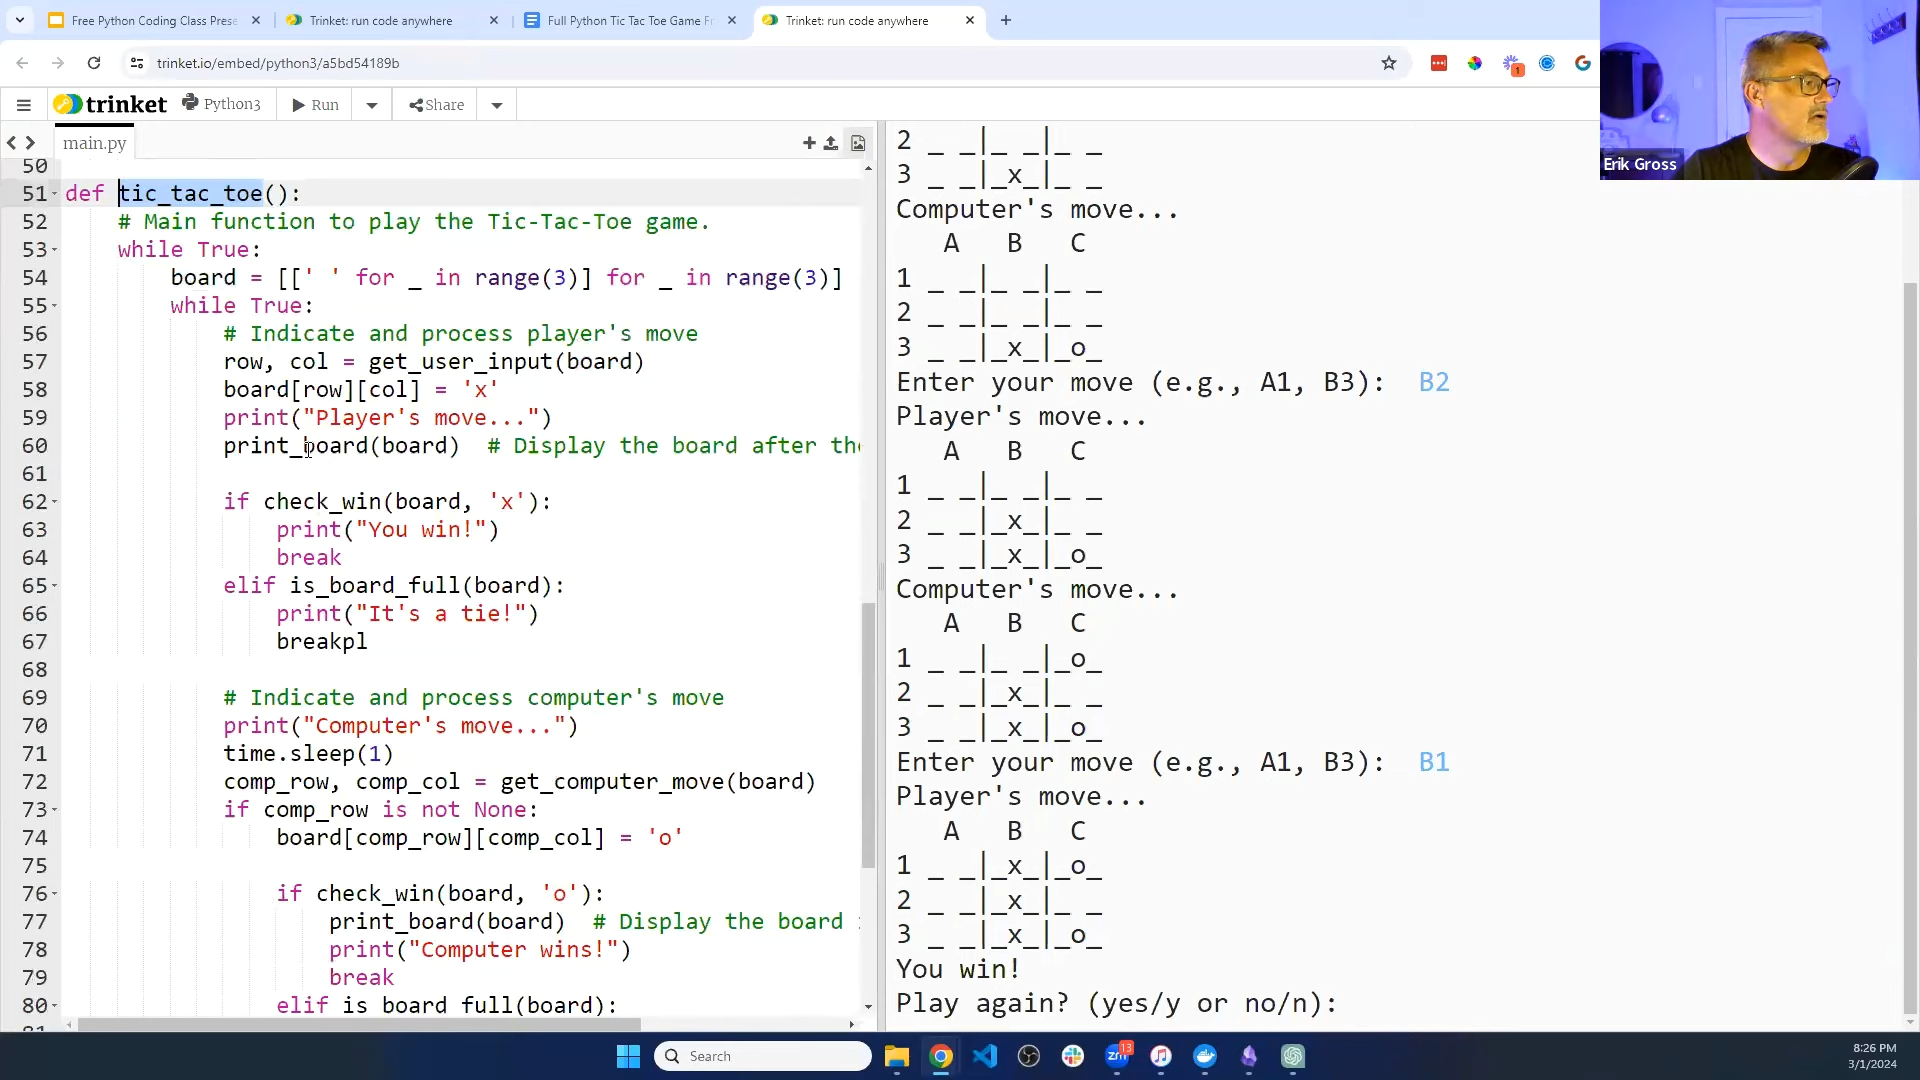 Free Python Coding Class Prese
Trinket: run code anywhere
Full Python Tic Tac Toe Game Fr
Trinket: run code anywhere
trinket.io/embed/python3/a5bd54189b
1
trinket
Python3
Run
Share
main.py
50
51 def tic_tac_toe():
52 # Main function to play the Tic-Tac-Toe game.
53 while True:
54 board = [[' ' for _ in range(3)] for _ in range(3)]
55 while True:
56 # Indicate and process player's move
57 row, col = get_user_input(board)
58 board[row][col] = 'x'
59 print("Player's move...")
60 print_board(board)  # Display the board after the
61
62 if check_win(board, 'x'):
63 print("You win!")
64 break
65 elif is_board_full(board):
66 print("It's a tie!")
67 breakpl
68
69 # Indicate and process computer's move
70 print("Computer's move...")
71 time.sleep(1)
72 comp_row, comp_col = get_computer_move(board)
73 if comp_row is not None:
74 board[comp_row][comp_col] = 'o'
75
76 if check_win(board, 'o'):
77 print_board(board)  # Display the board
78 print("Computer wins!")
79 break
80 elif is_board_full(board):
2 _ _|_ _|_ _
3 _ _|_x_|_ _
Computer's move...
A B C
1 _ _|_ _|_ _
2 _ _|_ _|_ _
3 _ _|_x_|_o_
Enter your move (e.g., A1, B3): B2
Player's move...
A B C
1 _ _|_ _|_ _
2 _ _|_x_|_ _
3 _ _|_x_|_o_
Computer's move...
A B C
1 _ _|_ _|_o_
2 _ _|_x_|_ _
3 _ _|_x_|_o_
Enter your move (e.g., A1, B3): B1
Player's move...
A B C
1 _ _|_x_|_o_
2 _ _|_x_|_ _
3 _ _|_x_|_o_
You win!
Play again? (yes/y or no/n):
Erik Gross
Search
zm
13
8:26 PM
3/1/2024